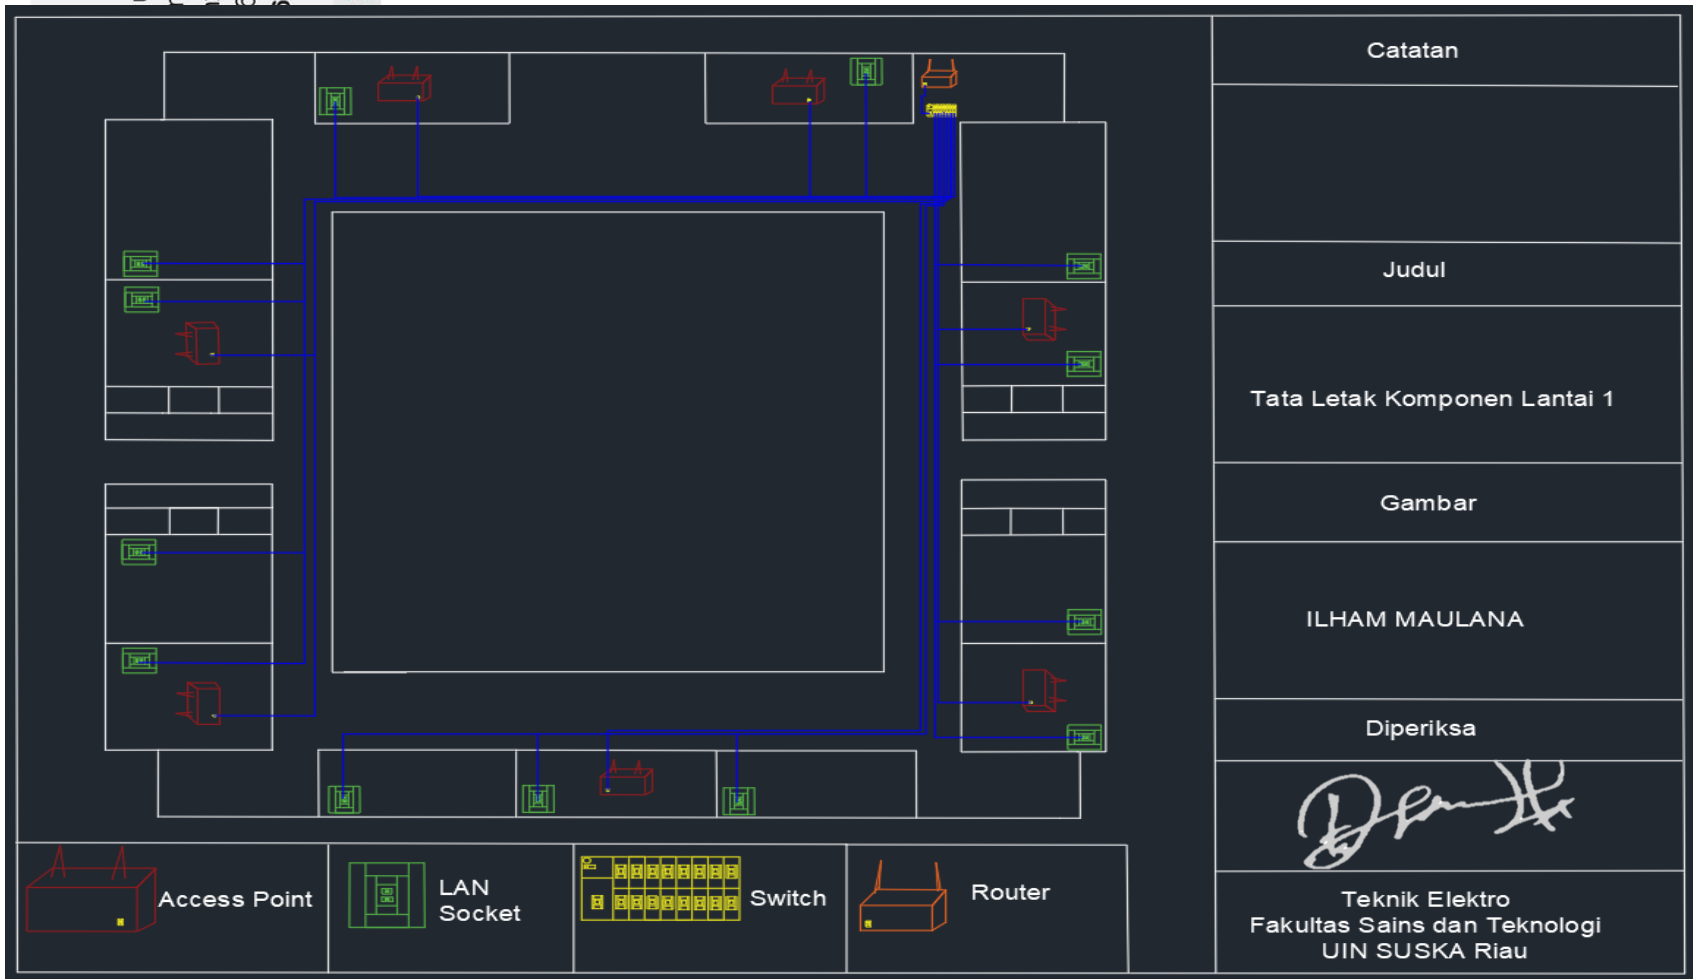 Catatan
Judul
Tata Letak Komponen Lantai 1
Gambar
ILHAM MAULANA
Diperiksa
Teknik Elektro
Fakultas Sains dan Teknologi
UIN SUSKA Riau
Access Point
LAN
Socket
Switch
Router